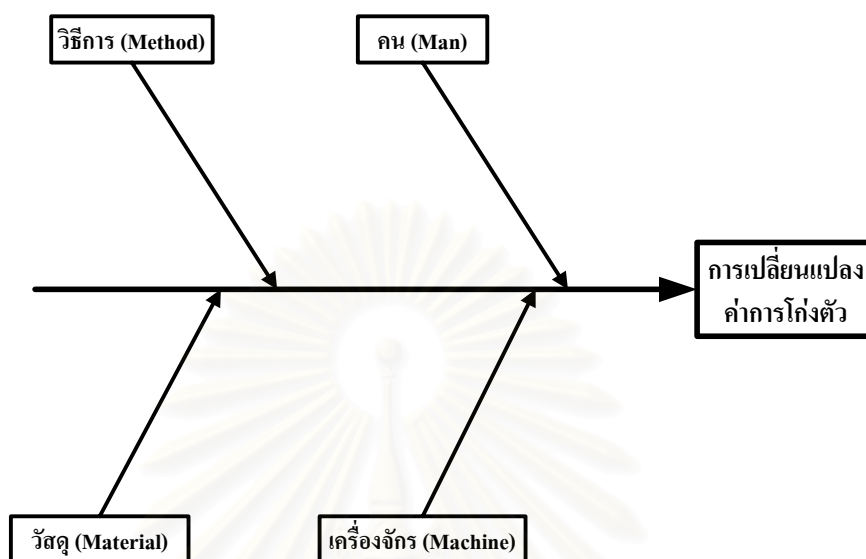 วิธีการ (Method)
คน (Man)
การเปลี่ยนแปลง
ค่าการโก่งตัว
วัสดุ (Material)
เครื่องจักร (Machine)